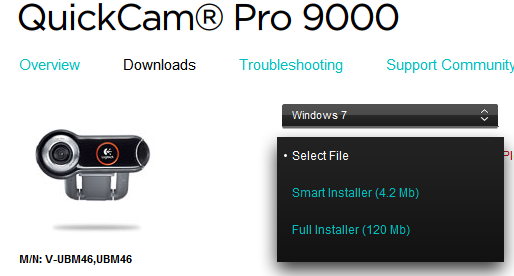 QuickCam® Pro 9000
Overview Downloads Troubleshooting Support Community
Windows 7
• Select File
Pl
Smart Installer (4.2 Mb)
Full Installer (120 Mb)
Logitech
M/N: V-UBM46,UBM46